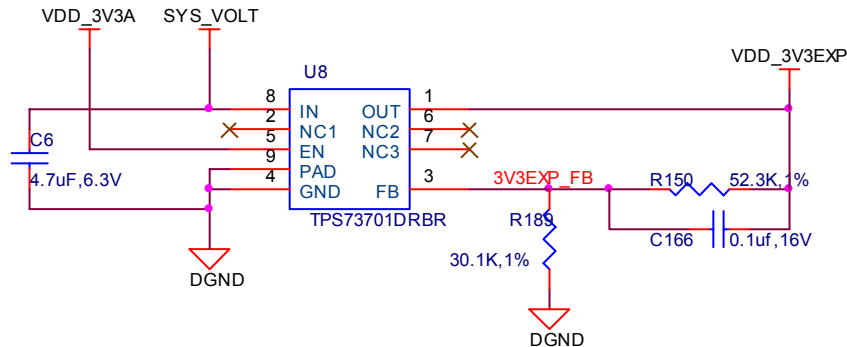 VDD_3V3A
SYS_VOLT
VDD_3V3EXP
U8
8
IN
OUT
1
2
NC1
NC2
6
5
EN
NC3
7
9
PAD
4
GND
FB
3
TPS73701DRBR
C6
4.7uF,6.3V
DGND
3V3EXP_FB
R150
52.3K,1%
R189
30.1K,1%
C166
0.1uf,16V
DGND